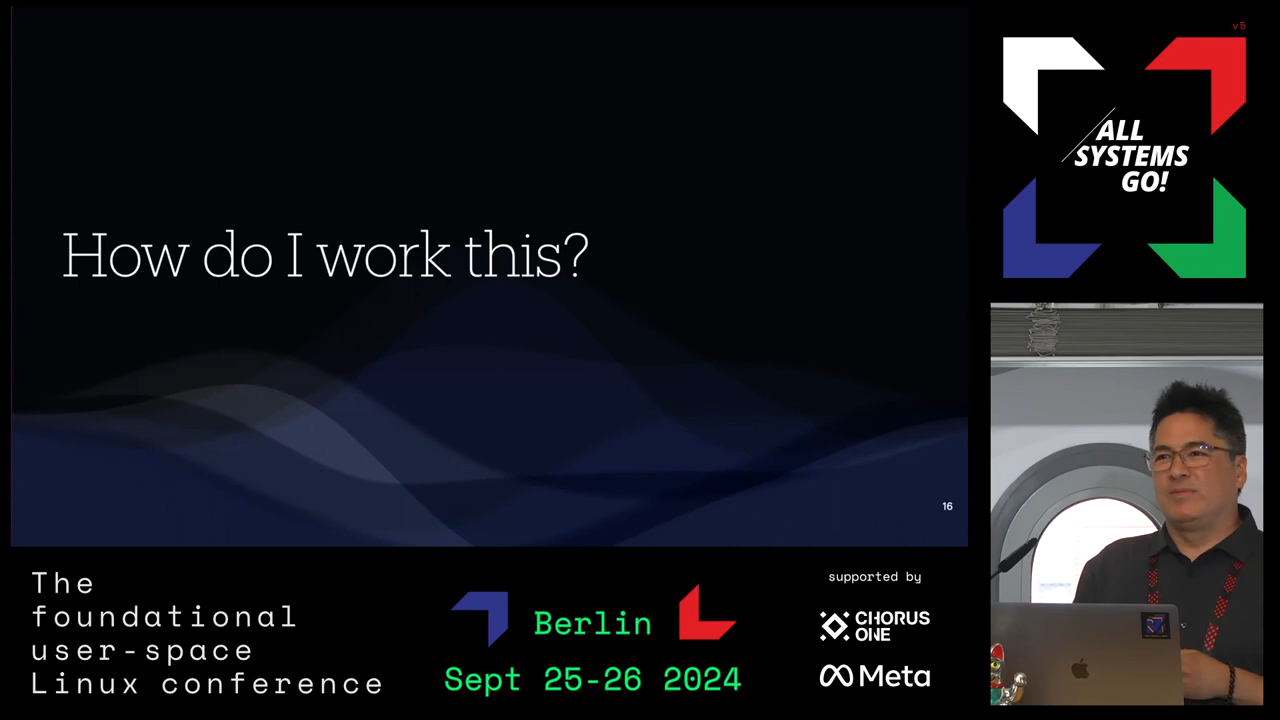 How do I work this?
16
v5
ALL
SYSTEMS
GO!
The
foundational
user-space
Linux conference
Berlin
Sept 25-26 2024
supported by
CHORUS
ONE
Meta